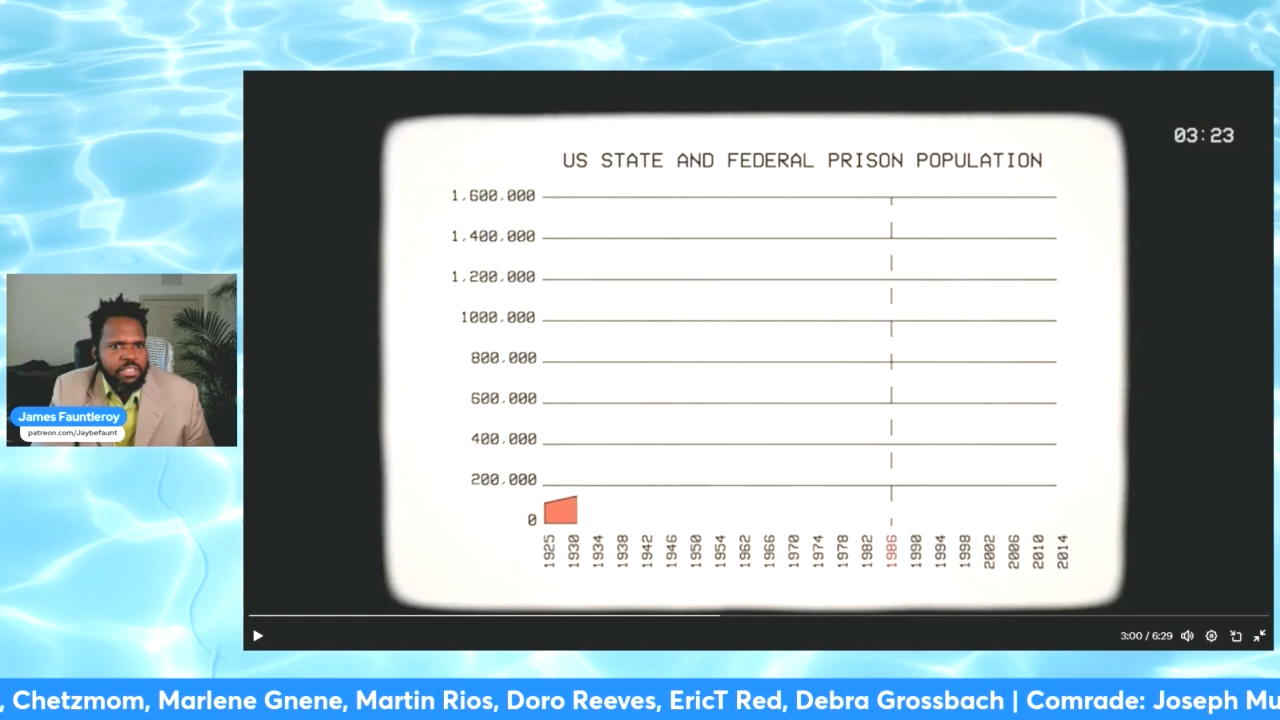 03:23
US STATE AND FEDERAL PRISON POPULATION
1,600,000
1,400,000
1,200,000
1000,000
800,000
600,000
400,000
200,000
0
1925 1930 1934 1938 1942 1946 1950 1954 1962 1966 1970 1974 1978 1982 1986 1990 1994 1998 2002 2006 2010 2014
James Fauntleroy
patreon.com/Jaybefaunt
3:00 / 6:29
, Chetzmom, Marlene Gnene, Martin Rios, Doro Reeves, EricT Red, Debra Grossbach | Comrade: Joseph Mu